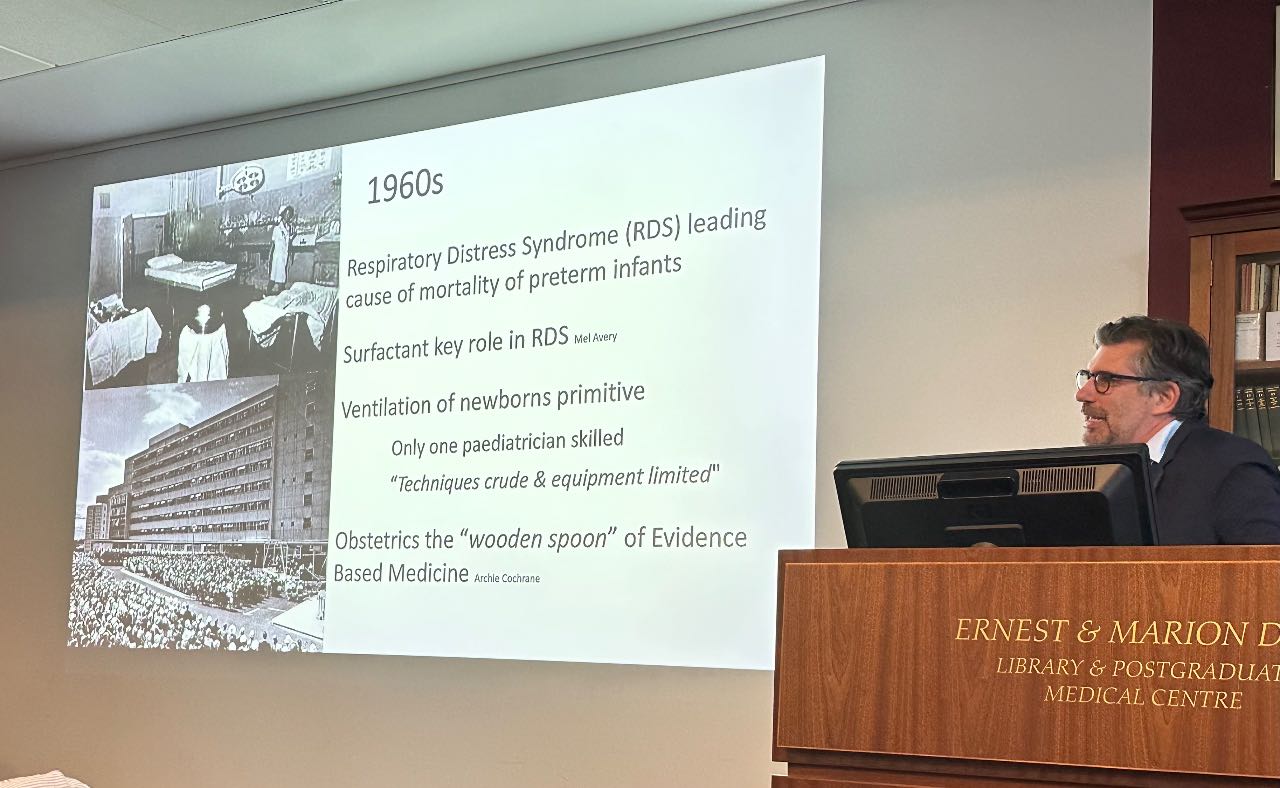 1960s
Respiratory Distress Syndrome (RDS) leading
cause of mortality of preterm infants
Surfactant key role in RDS Mel Avery
Ventilation of newborns primitive
Only one paediatrician skilled
“Techniques crude & equipment limited"
Obstetrics the “wooden spoon” of Evidence
Based Medicine Archie Cochrane
ERNEST & MARION D
LIBRARY & POSTGRADUAT
MEDICAL CENTRE